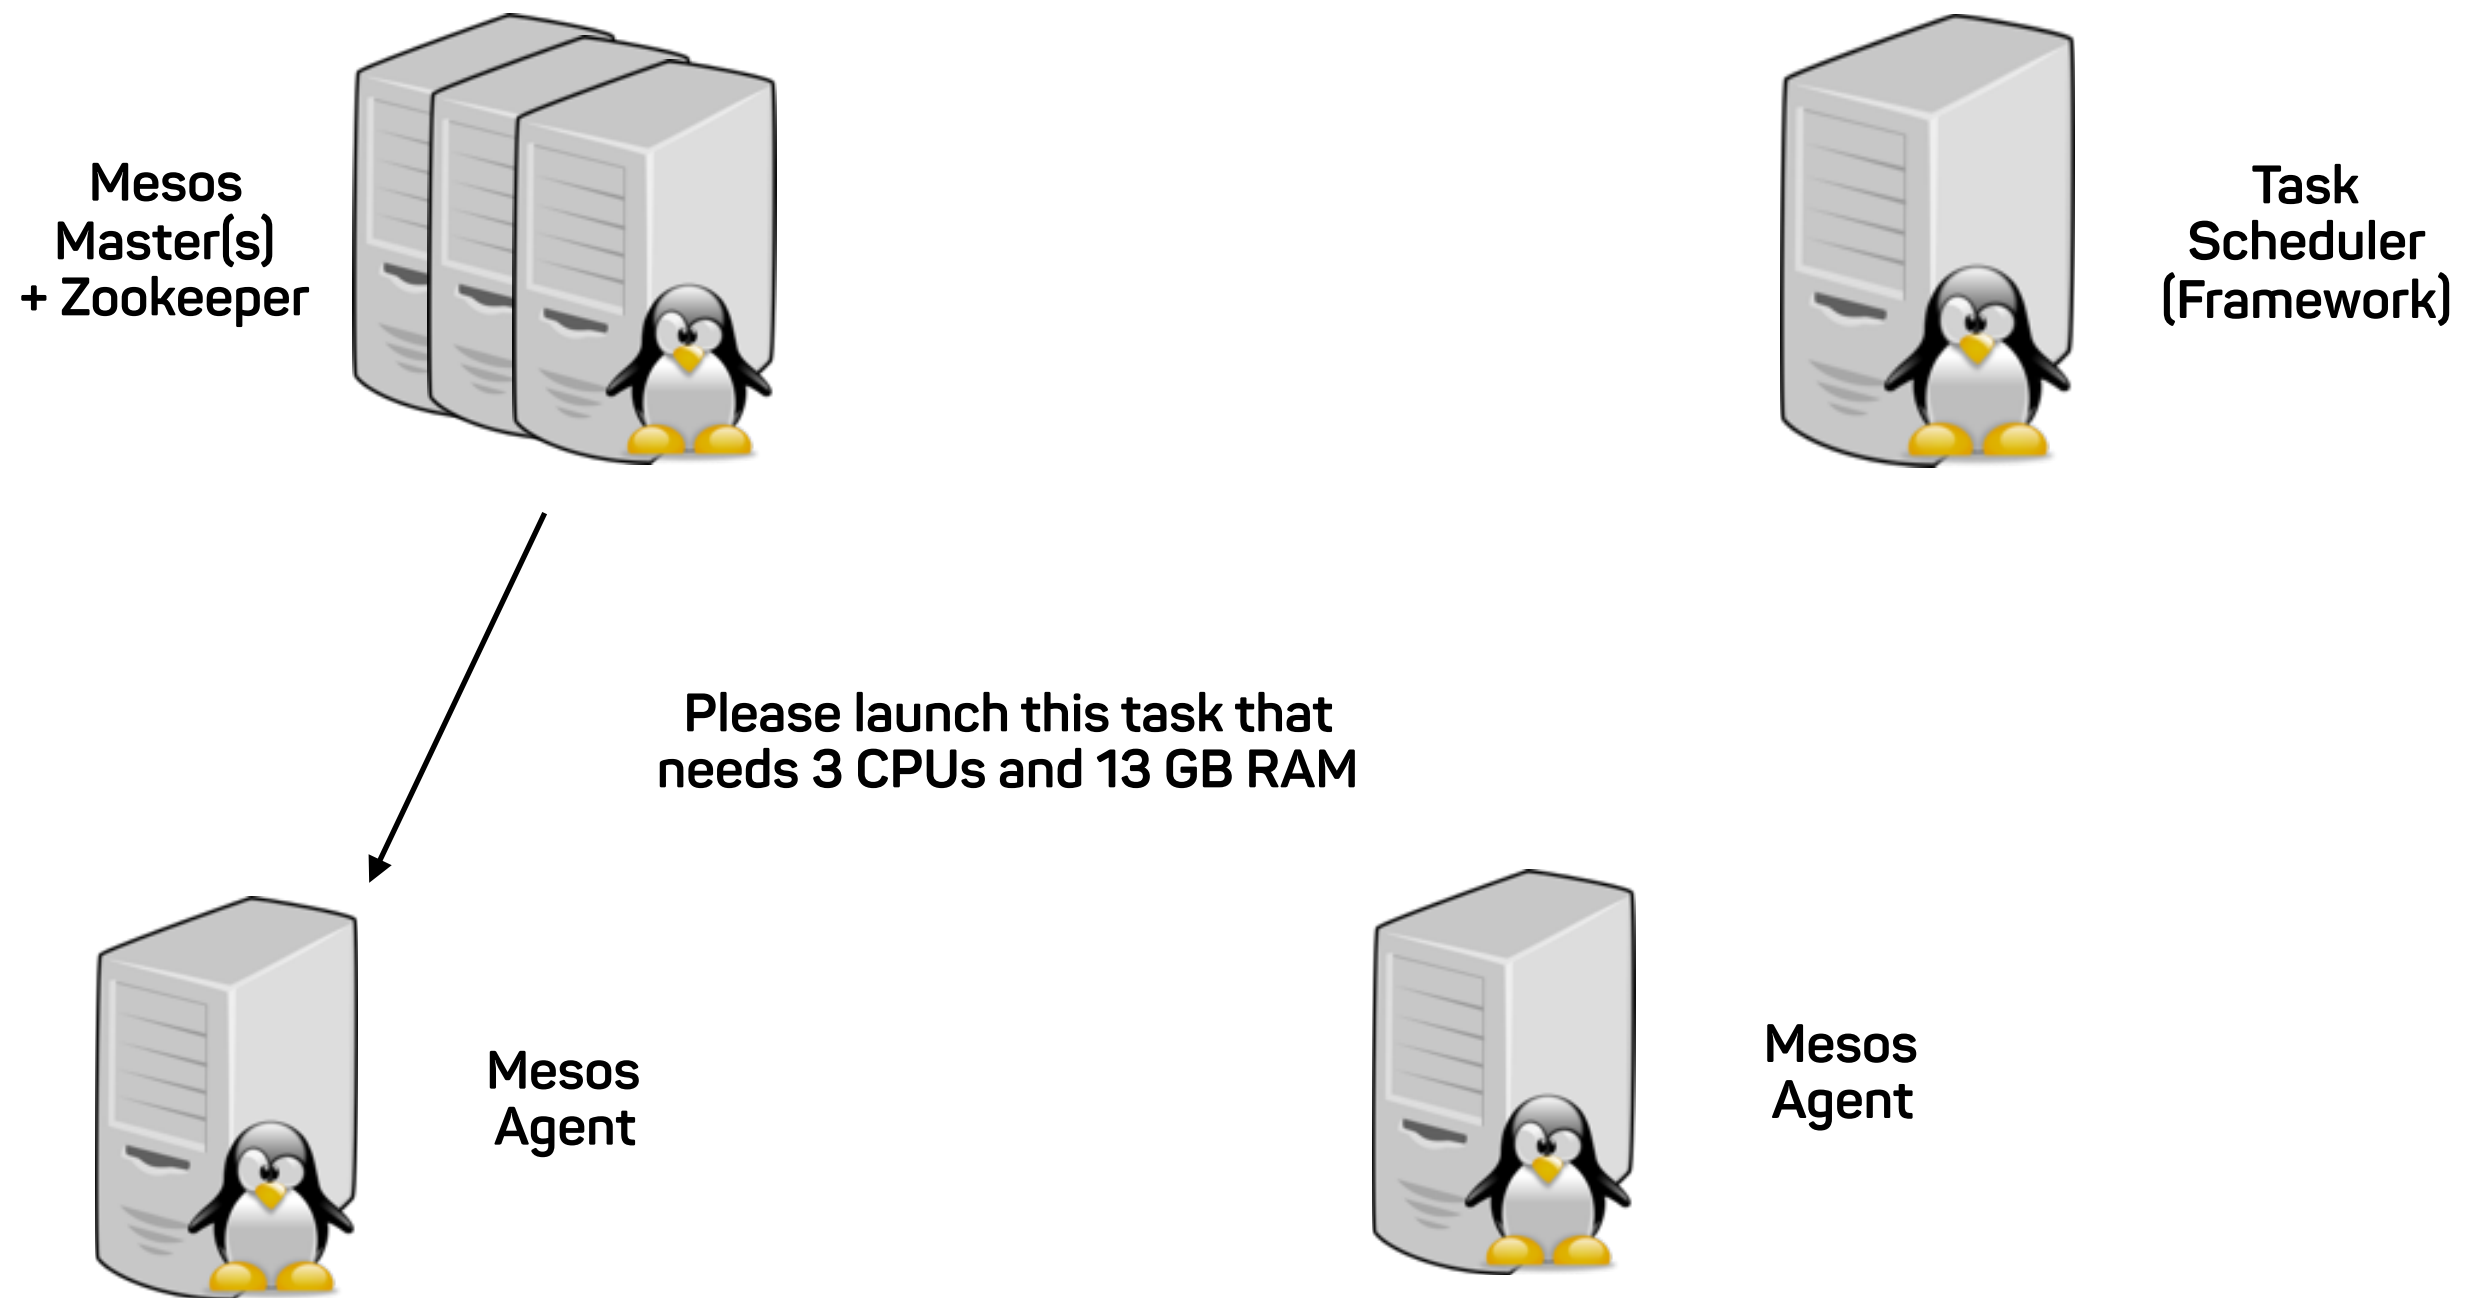 Mesos
Master(s)
+ Zookeeper
Task
Scheduler
(Framework)
Please launch this task that
needs 3 CPUs and 13 GB RAM
Mesos
Agent
Mesos
Agent